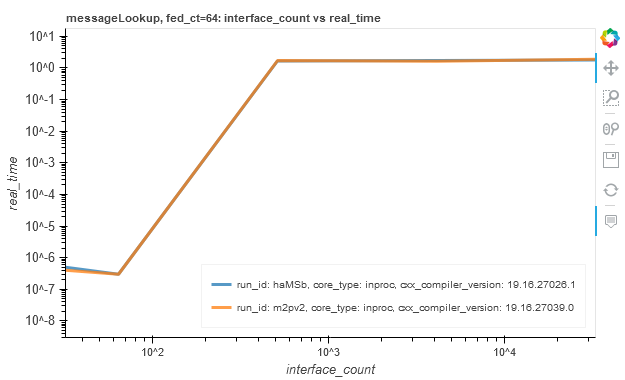 messageLookup, fed_ct=64: interface_count vs real_time
10^1
10^0
10^-1
10^-2
10^-3
10^-4
10^-5
10^-6
10^-7
10^-8
real_time
run_id: haMSb, core_type: inproc, cxx_compiler_version: 19.16.27026.1
run_id: m2pv2, core_type: inproc, cxx_compiler_version: 19.16.27039.0
10^2
10^3
10^4
interface_count